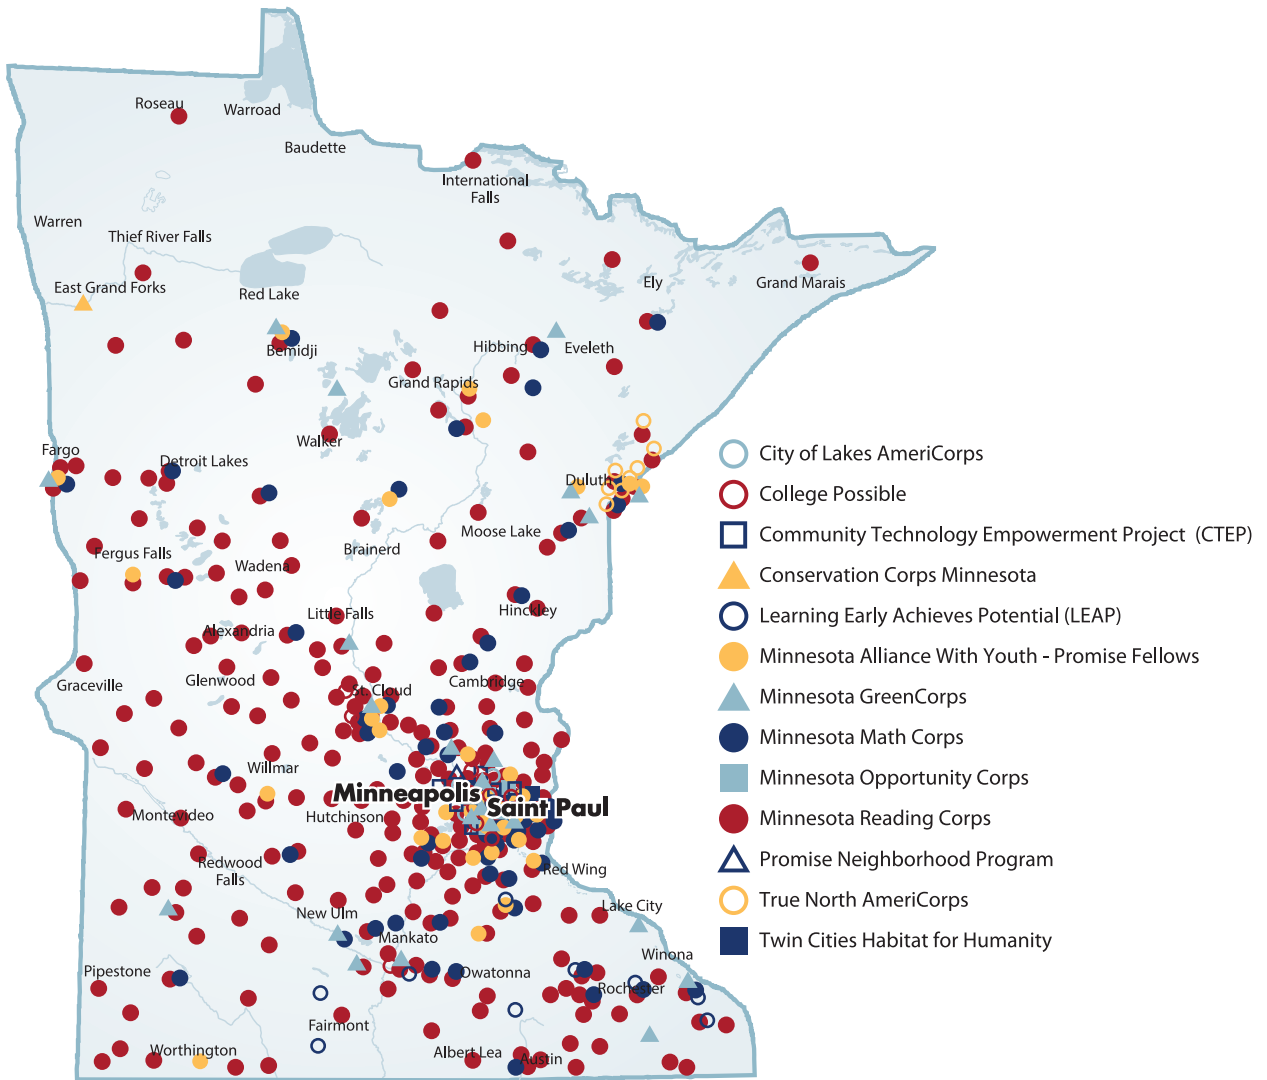 Roseau
Warroad
Baudette
International
Falls
Warren
Thief River Falls
East Grand Forks
Red Lake
Ely
Grand Marais
Bemidji
Hibbing
Eveleth
Grand Rapids
Walker
Fargo
Detroit Lakes
Duluth
Moose Lake
Brainerd
Fergus Falls
Wadena
Hinckley
Little Falls
Alexandria
Graceville
Glenwood
St. Cloud
Cambridge
Willmar
Minneapolis
Saint Paul
Montevideo
Hutchinson
Redwood
Falls
Red Wing
New Ulm
Lake City
Mankato
Winona
Pipestone
Owatonna
Rochester
Fairmont
Worthington
Albert Lea
Austin
City of Lakes AmeriCorps
College Possible
Community Technology Empowerment Project (CTEP)
Conservation Corps Minnesota
Learning Early Achieves Potential (LEAP)
Minnesota Alliance With Youth - Promise Fellows
Minnesota GreenCorps
Minnesota Math Corps
Minnesota Opportunity Corps
Minnesota Reading Corps
Promise Neighborhood Program
True North AmeriCorps
Twin Cities Habitat for Humanity